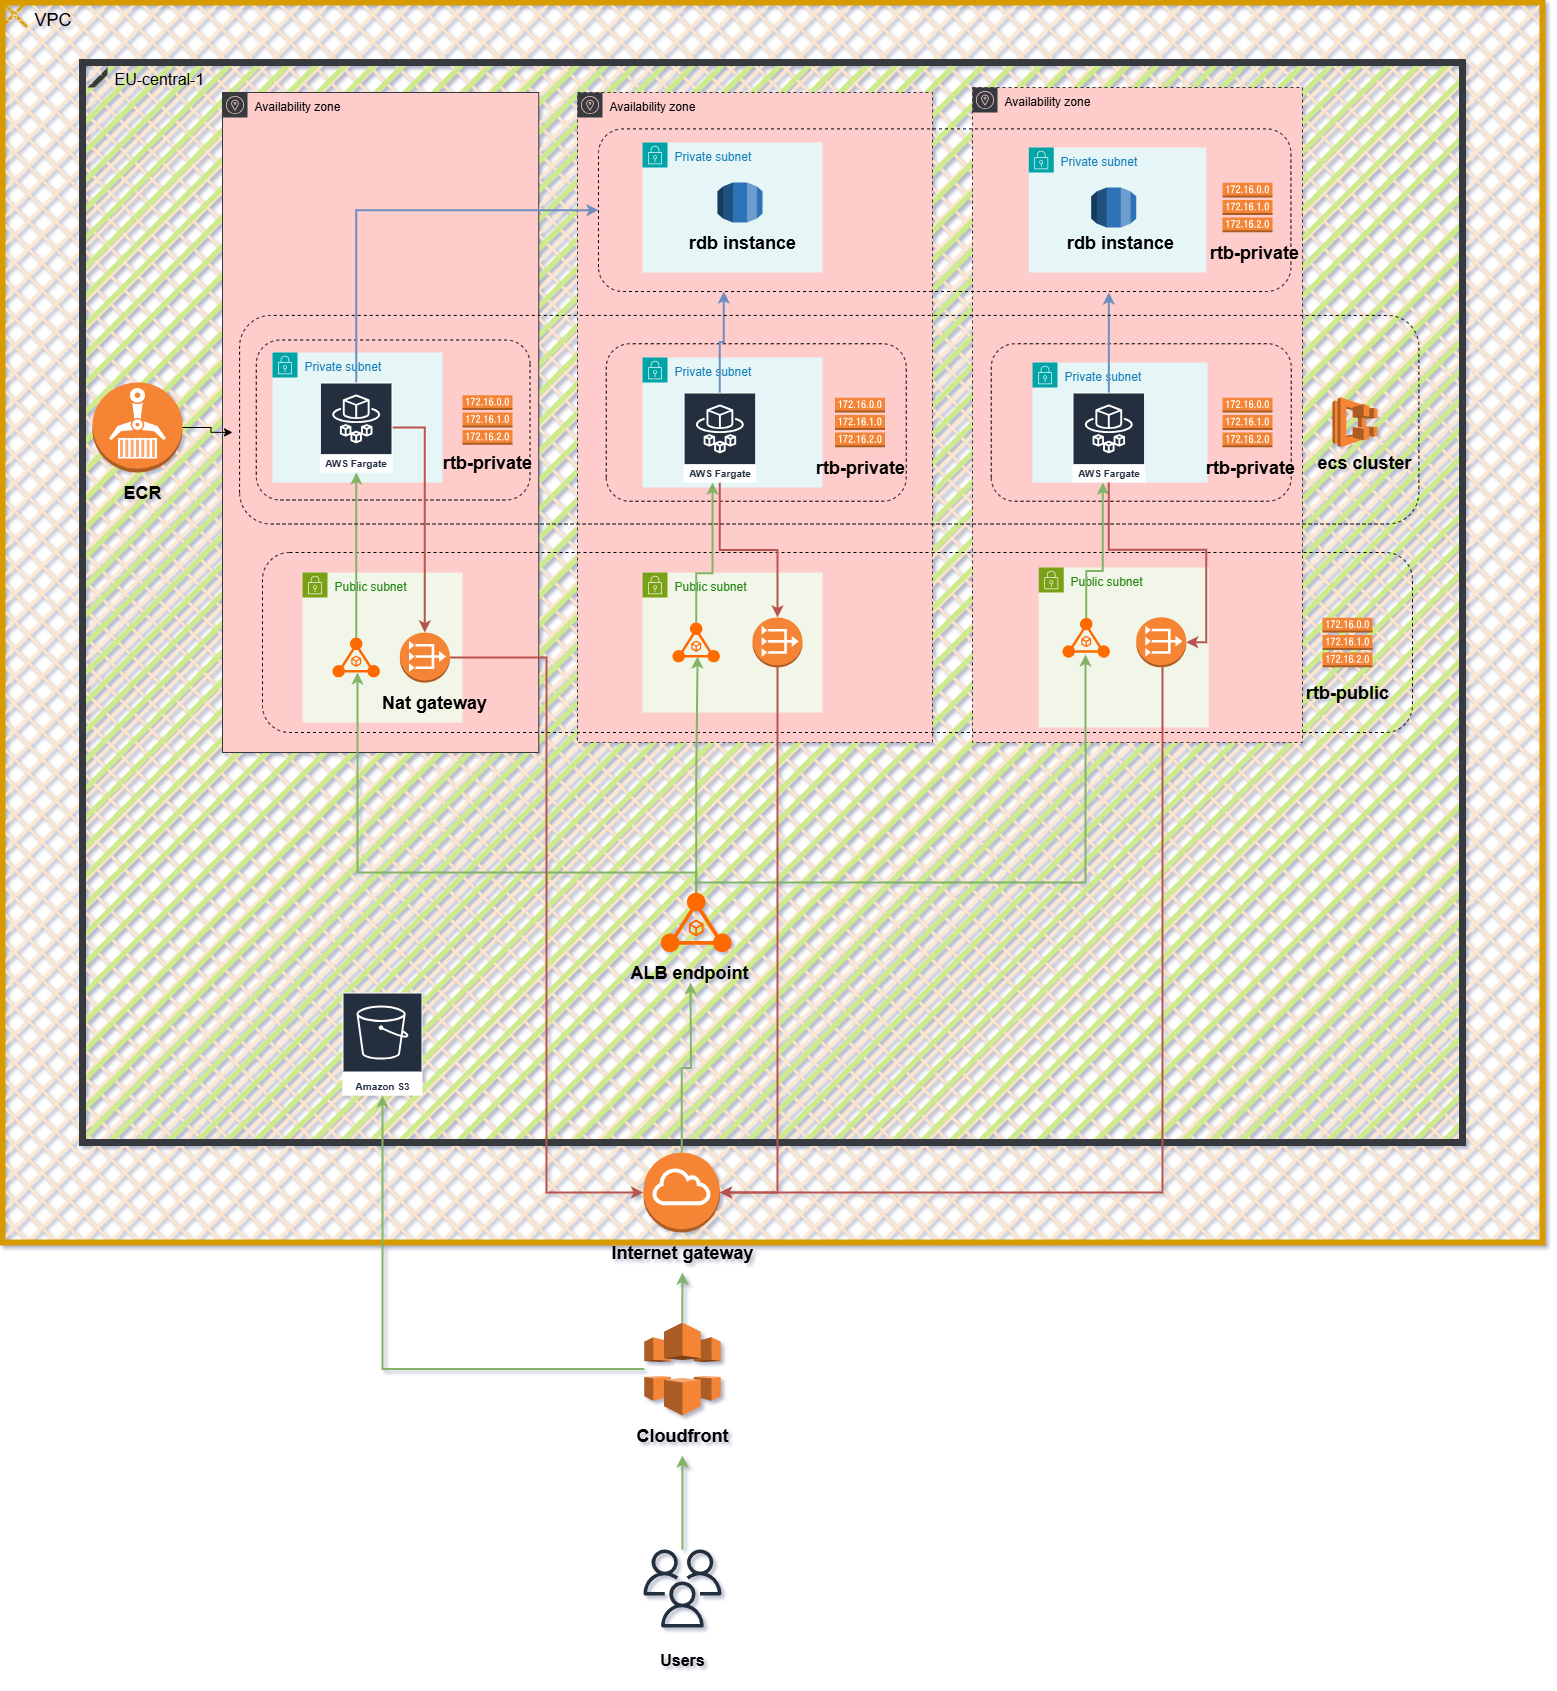 VPC
EU-central-1
Availability zone
Availability zone
Availability zone
Private subnet
rdb instance
Private subnet
rdb instance
172.16.0.0
172.16.1.0
172.16.2.0
rtb-private
Private subnet
AWS Fargate
172.16.0.0
172.16.1.0
172.16.2.0
rtb-private
Private subnet
AWS Fargate
172.16.0.0
172.16.1.0
172.16.2.0
rtb-private
Private subnet
AWS Fargate
172.16.0.0
172.16.1.0
172.16.2.0
rtb-private
ecs cluster
ECR
Public subnet
Nat gateway
Public subnet
Public subnet
172.16.0.0
172.16.1.0
172.16.2.0
rtb-public
ALB endpoint
Amazon S3
Internet gateway
Cloudfront
Users